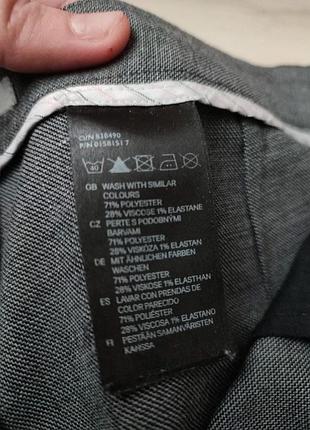 O/N 838490
P/N 0158151 7
40
GB WASH WITH SIMILAR
COLOURS
71% POLYESTER
28% VISCOSE 1% ELASTANE
CZ PERTE S PODOBNÝMI
BARVAMI
71% POLYESTER
28% VISKÓZA 1% ELASTAN
DE MIT ÄHNLICHEN FARBEN
WASCHEN
71% POLYESTER
28% VISKOSE 1% ELASTHAN
ES LAVAR CON PRENDAS DE
COLOR PARECIDO
71% POLIÉSTER
28% VISCOSA 1% ELASTANO
FI PESTÄÄN SAMANVÄRISTEN
KANSSA